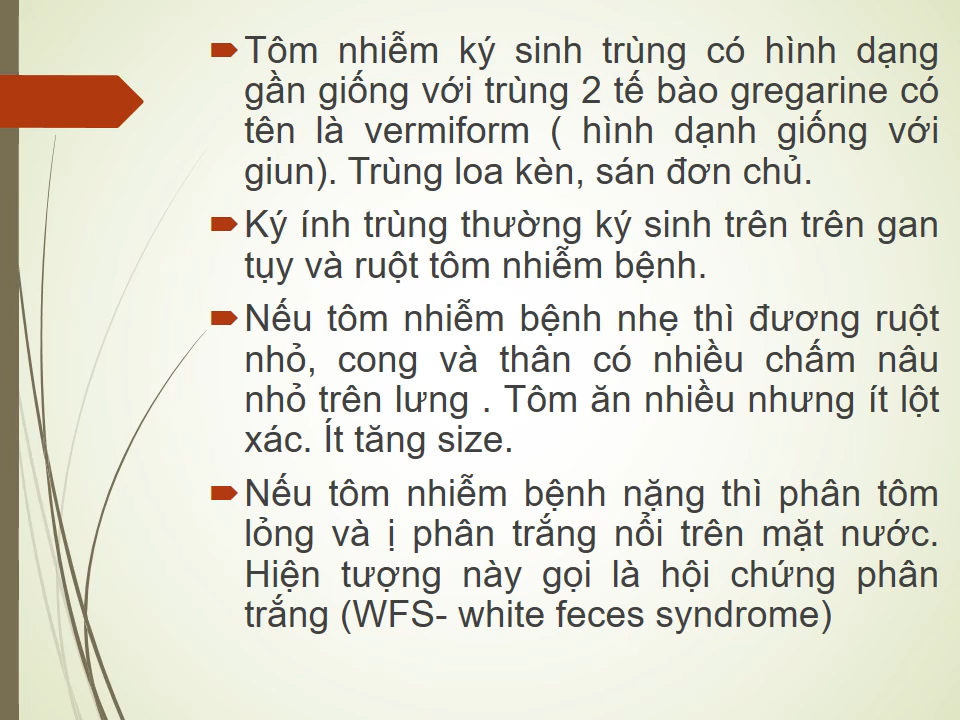 Tôm nhiễm ký sinh trùng có hình dạng
gần giống với trùng 2 tế bào gregarine có
tên là vermiform ( hình dạnh giống với
giun). Trùng loa kèn, sán đơn chủ.
Ký ính trùng thường ký sinh trên trên gan
tụy và ruột tôm nhiễm bệnh.
Nếu tôm nhiễm bệnh nhẹ thì đương ruột
nhỏ, cong và thân có nhiều chấm nâu
nhỏ trên lưng . Tôm ăn nhiều nhưng ít lột
xác. Ít tăng size.
Nếu tôm nhiễm bệnh nặng thì phân tôm
lỏng và ị phân trắng nổi trên mặt nước.
Hiện tượng này gọi là hội chứng phân
trắng (WFS- white feces syndrome)